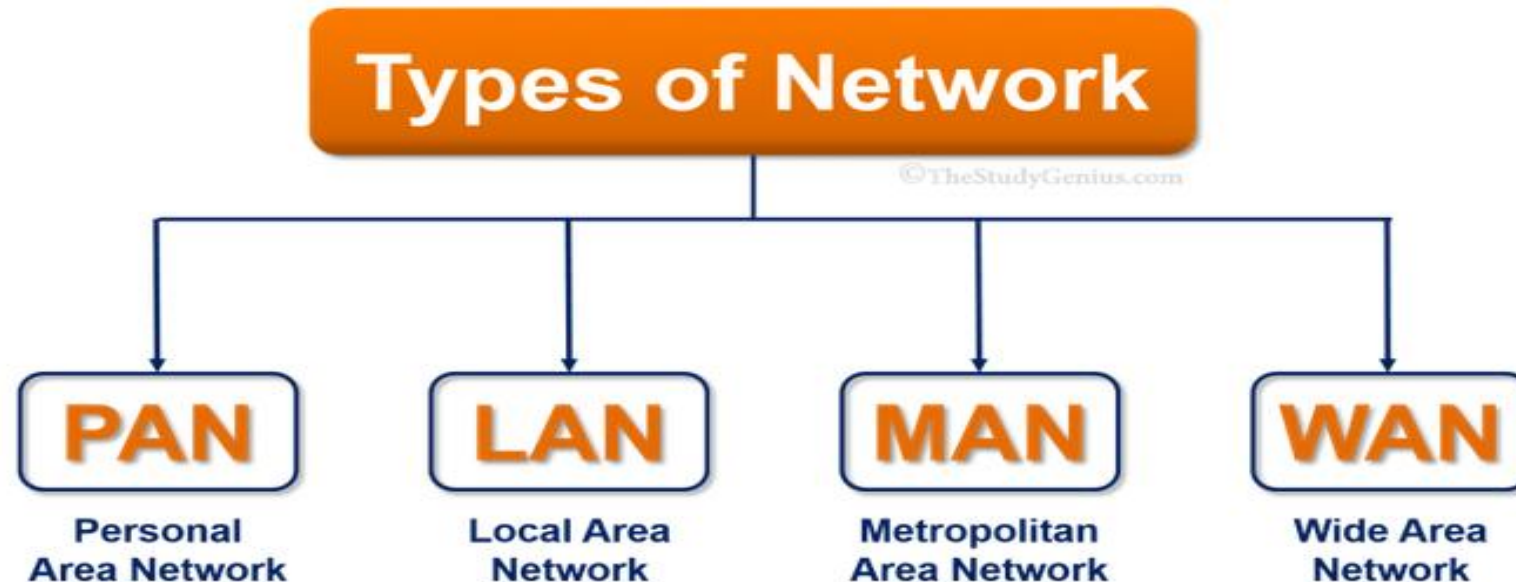 Types of Network
©TheStudyGenius.com
PAN
LAN
MAN
WAN
Personal
Area Network
Local Area
Network
Metropolitan
Area Network
Wide Area
Network